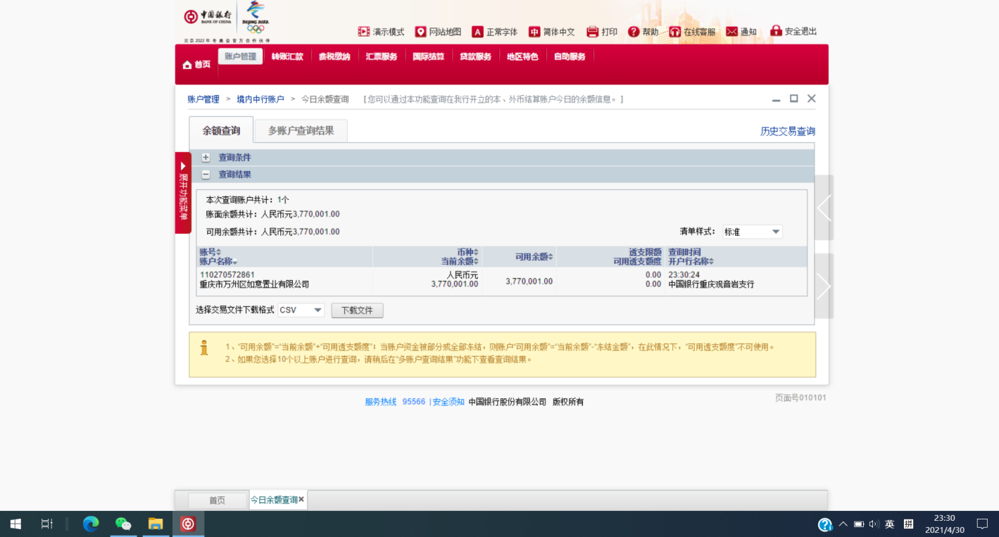 中国银行
BANK OF CHINA
BEIJING 2022
北京2022年冬奥会官方合作伙伴
演示模式 网站地图 A 正常字体 中 简体中文 打印 帮助 在线客服 通知 安全退出
首页 账户管理 转账汇款 费税缴纳 汇票服务 国际结算 贷款服务 地区特色 自助服务
账户管理 > 境内中行账户 > 今日余额查询 [ 您可以通过本功能查询在我行开立的本、外币结算账户今日的余额信息。 ]
余额查询 多账户查询结果 历史交易查询
查询条件
查询结果
展开功能菜单
本次查询账户共计：1个
账面余额共计：人民币元3,770,001.00
可用余额共计：人民币元3,770,001.00 清单样式： 标准
账号 币种 可用余额 透支限额 查询时间
账户名称 当前余额 可用透支额度 开户行名称
110270572861 人民币元 3,770,001.00 0.00 23:30:24
重庆市万州区如意置业有限公司 3,770,001.00 0.00 中国银行重庆观音岩支行
选择交易文件下载格式 CSV 下载文件
1、“可用余额”=“当前余额”+“可用透支额度”；当账户资金被部分或全部冻结，则账户“可用余额”=“当前余额”-“冻结金额”，在此情况下，“可用透支额度”不可使用。
2、如果您选择10个以上账户进行查询，请稍后在“多账户查询结果”功能下查看查询结果。
服务热线 95566 | 安全须知 中国银行股份有限公司 版权所有 页面号010101
首页 今日余额查询
英 拼 23:30
2021/4/30